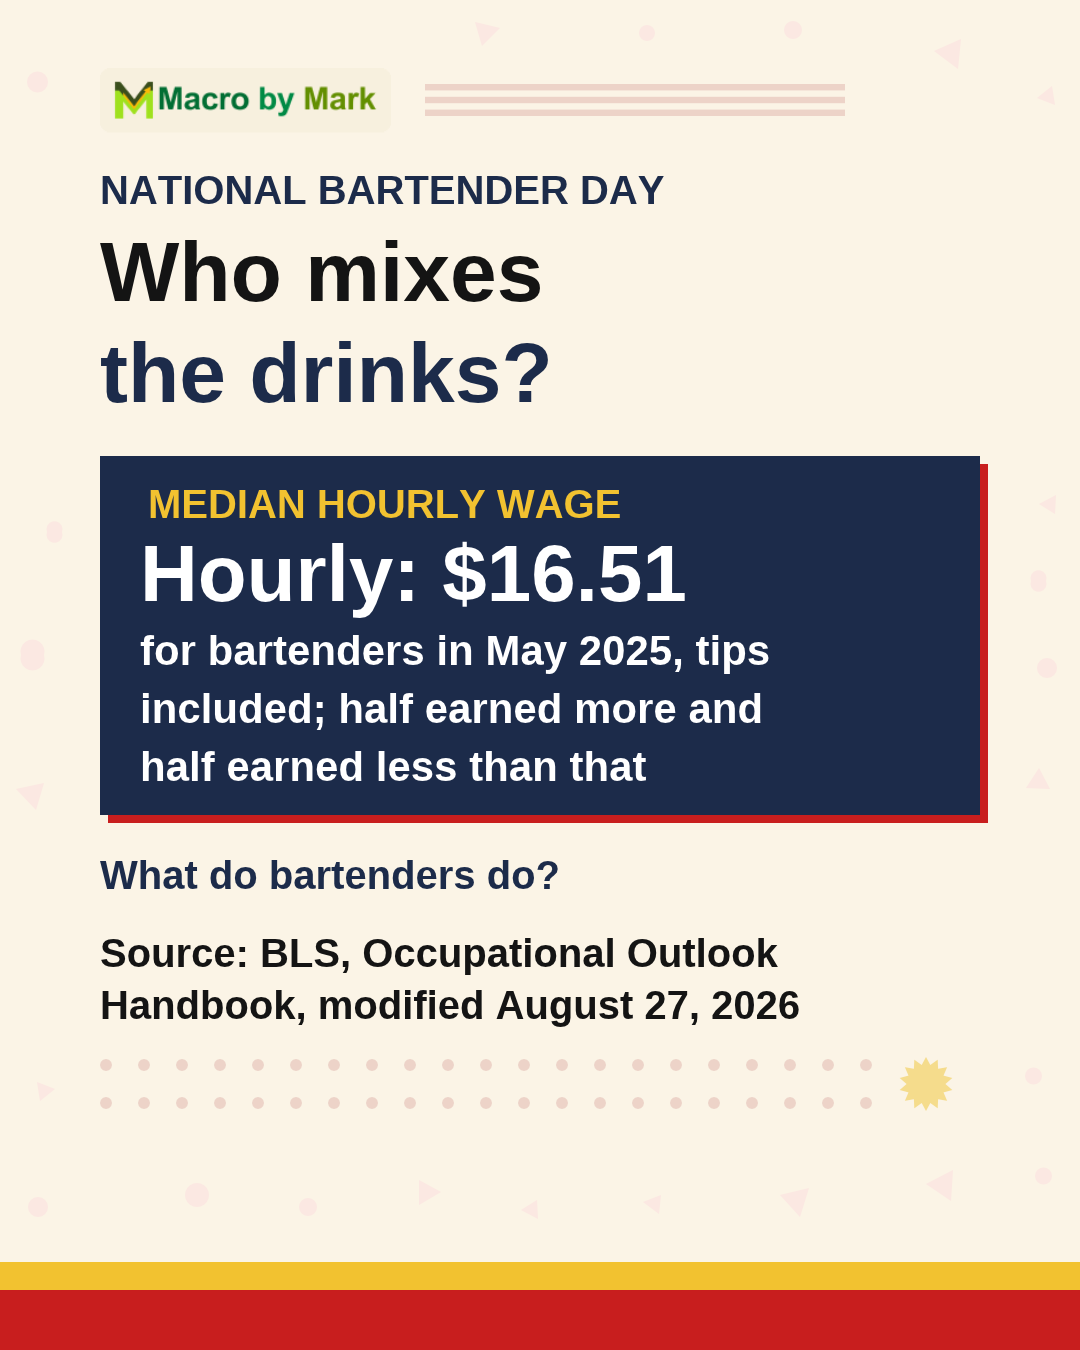 Macro by Mark
NATIONAL BARTENDER DAY
Who mixes
the drinks?
MEDIAN HOURLY WAGE
Hourly: $16.51
for bartenders in May 2025, tips
included; half earned more and
half earned less than that
What do bartenders do?
Source: BLS, Occupational Outlook
Handbook, modified August 27, 2026